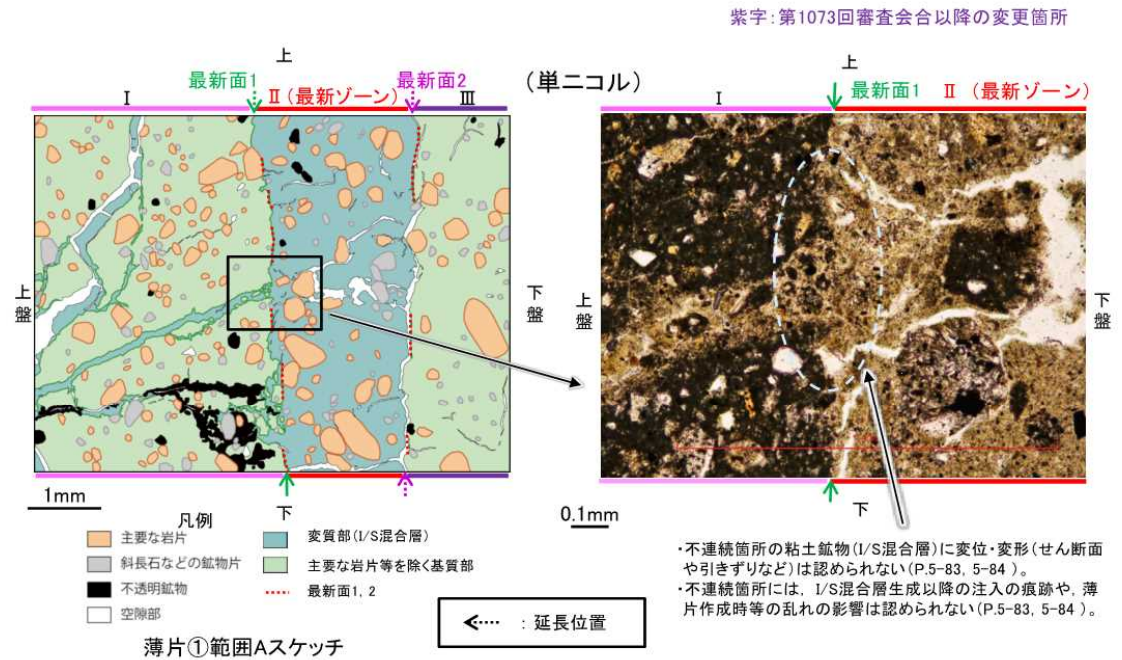 紫字:第1073回審査会合以降の変更箇所
上
最新面1
最新面2
Ⅰ
Ⅱ(最新ゾーン)
Ⅲ
(単ニコル)
上
最新面1
Ⅰ
Ⅱ (最新ゾーン)
上盤
下盤
上盤
下盤
1mm
下
0.1mm
下
凡例
主要な岩片
斜長石などの鉱物片
不透明鉱物
空隙部
変質部(I/S混合層)
主要な岩片等を除く基質部
最新面1, 2
・不連続箇所の粘土鉱物(I/S混合層)に変位・変形(せん断面
や引きずりなど)は認められない(P.5-83, 5-84 )。
・不連続箇所には, I/S混合層生成以降の注入の痕跡や, 薄
片作成時等の乱れの影響は認められない(P.5-83, 5-84 )。
:延長位置
薄片①範囲Aスケッチ